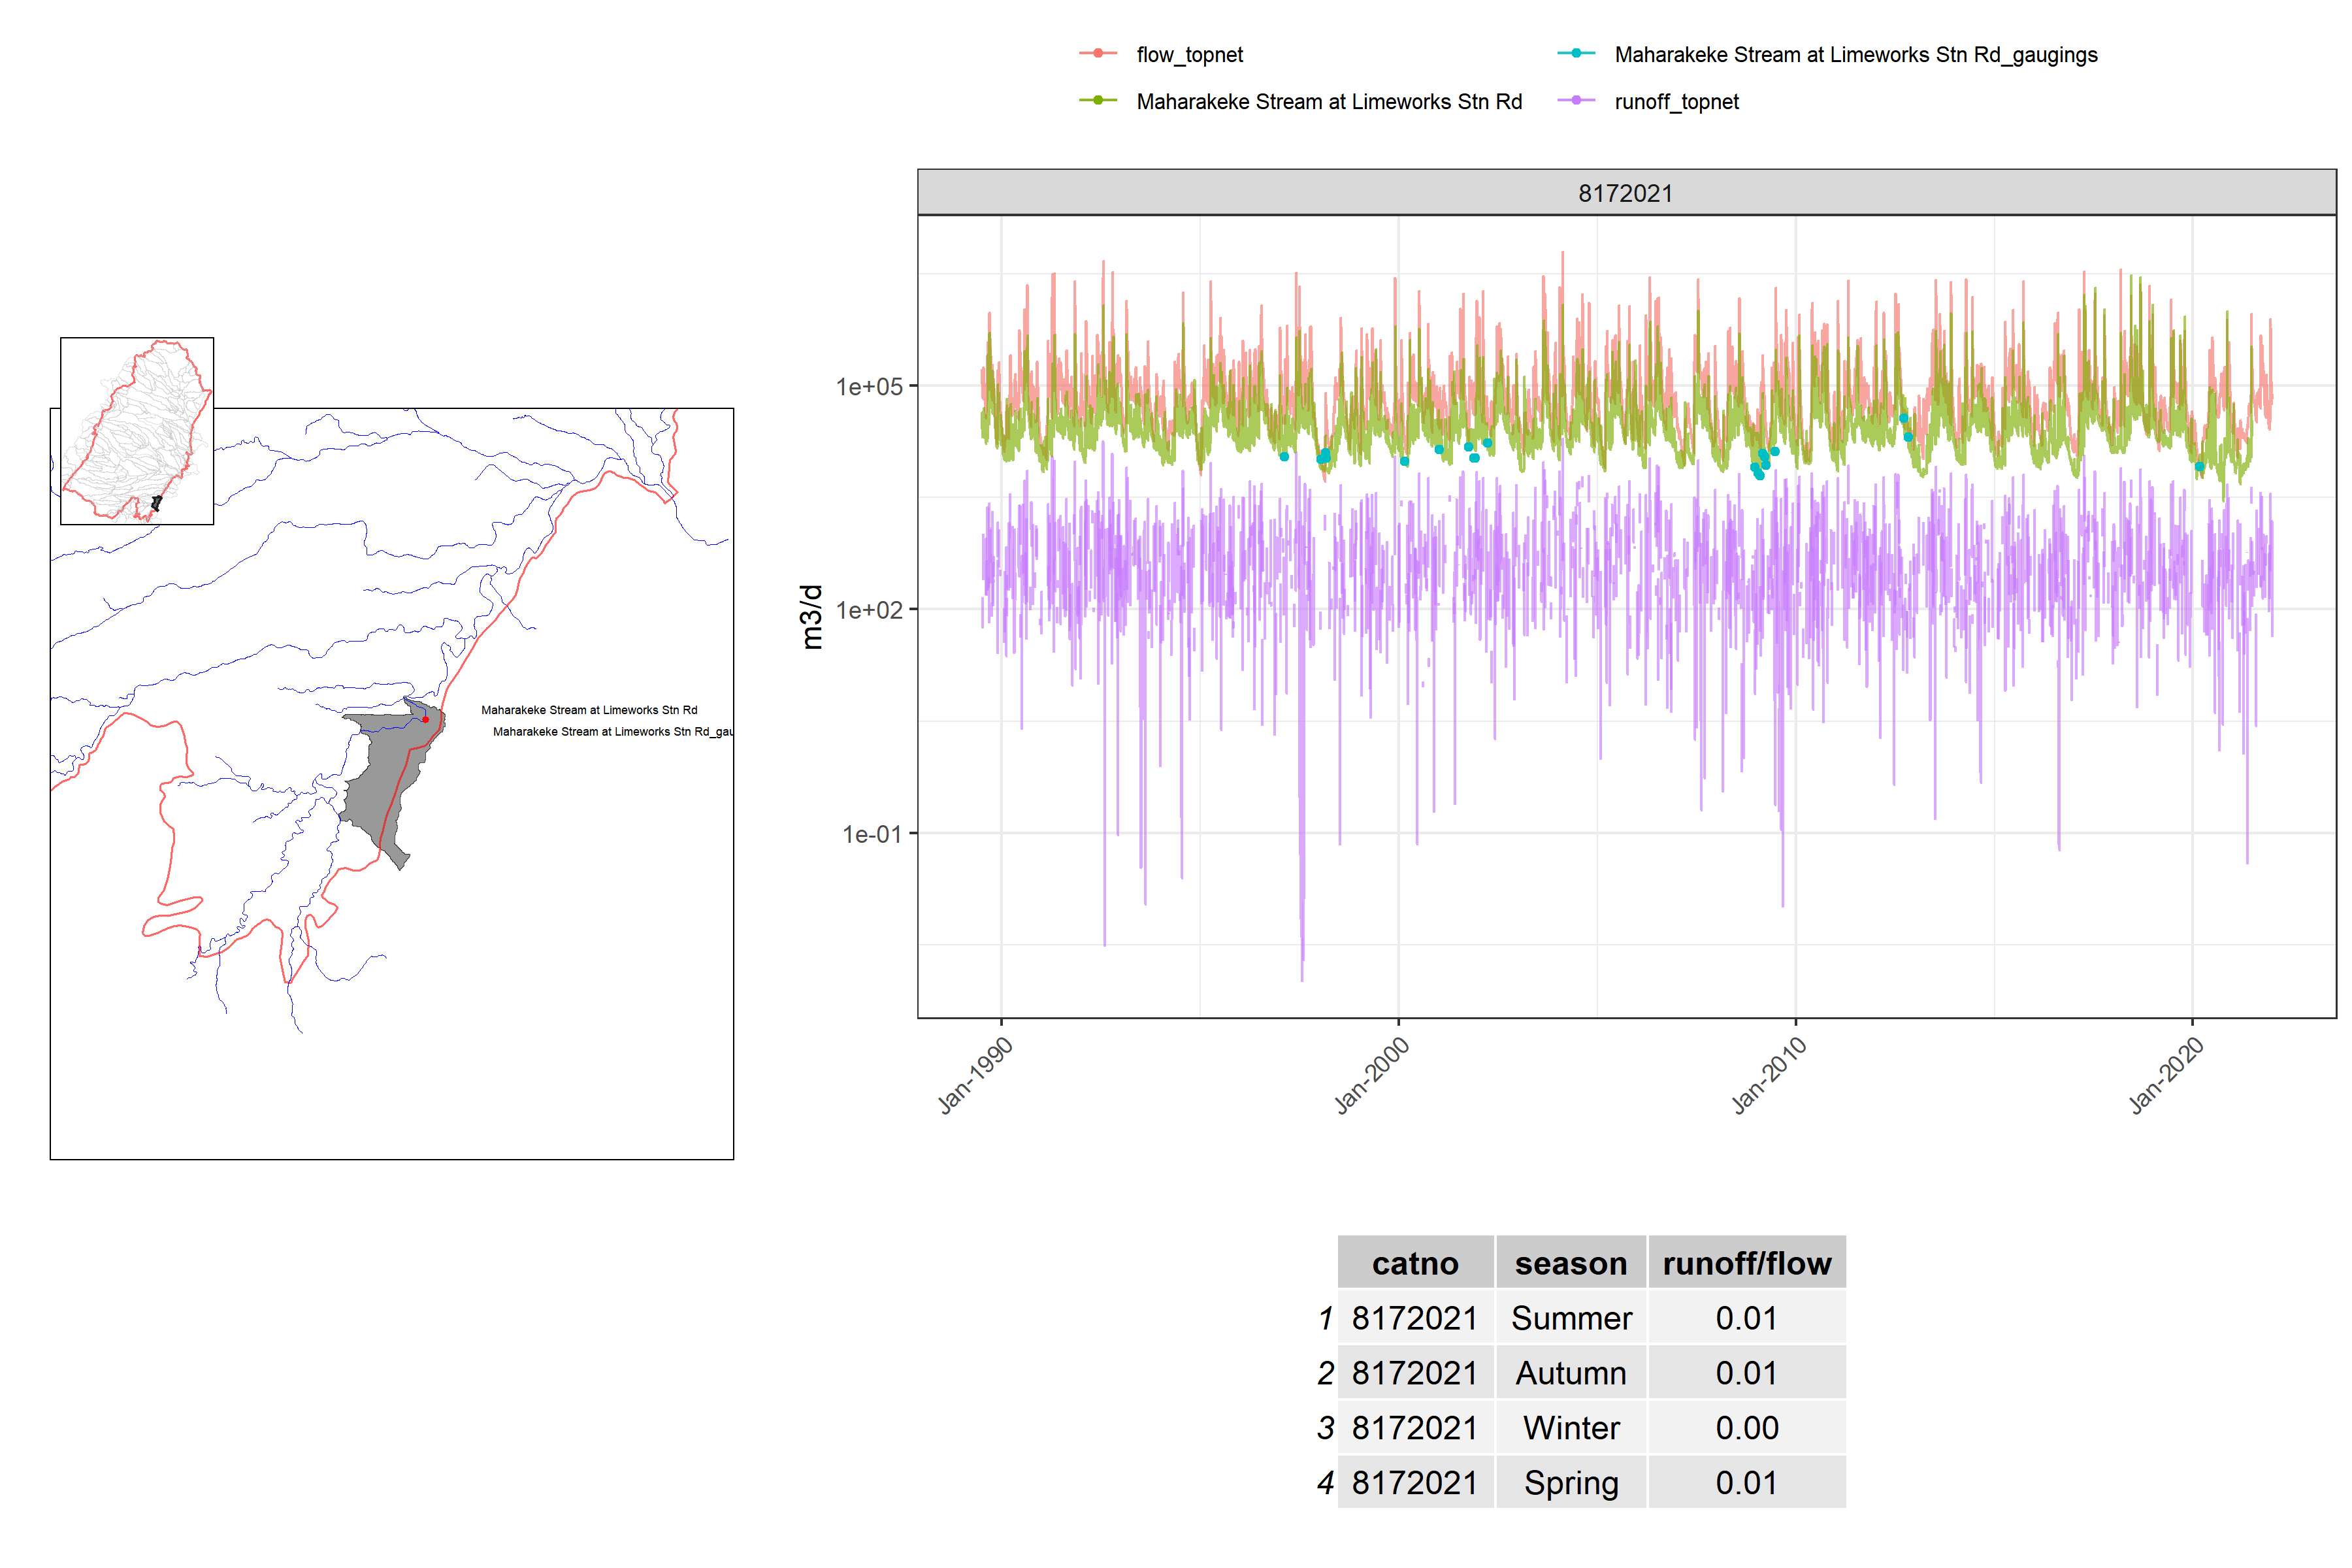 flow_topnet
Maharakeke Stream at Limeworks Stn Rd_gaugings
Maharakeke Stream at Limeworks Stn Rd
runoff_topnet
8172021
1e+05
1e+02
1e-01
m3/d
Jan-1990
Jan-2000
Jan-2010
Jan-2020
Maharakeke Stream at Limeworks Stn Rd
Maharakeke Stream at Limeworks Stn Rd_gau
catno season runoff/flow
1 8172021 Summer 0.01
2 8172021 Autumn 0.01
3 8172021 Winter 0.00
4 8172021 Spring 0.01